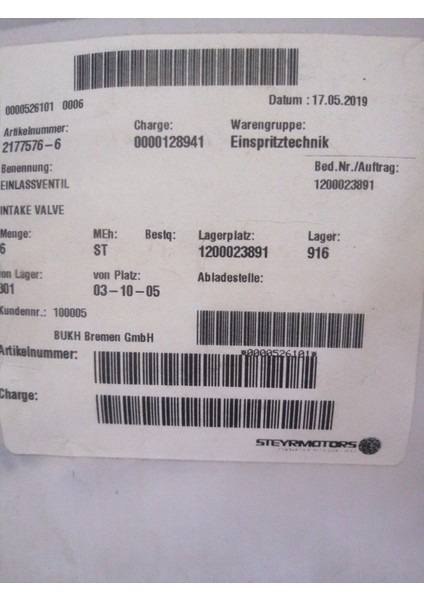 0000526101 0006
Datum : 17.05.2019
Artikelnummer: Charge: Warengruppe:
2177576-6 0000128941 Einspritztechnik
Benennung: Bed.Nr./Auftrag:
EINLASSVENTIL 1200023891
INTAKE VALVE
Menge: MEh: Bestq: Lagerplatz: Lager:
6 ST 1200023891 916
von Lager: von Platz: Abladestelle:
801 03-10-05
Kundennr.: 100005
BUKH Bremen GmbH
Artikelnummer: *0000526101*
Charge:
STEYRMOTORS